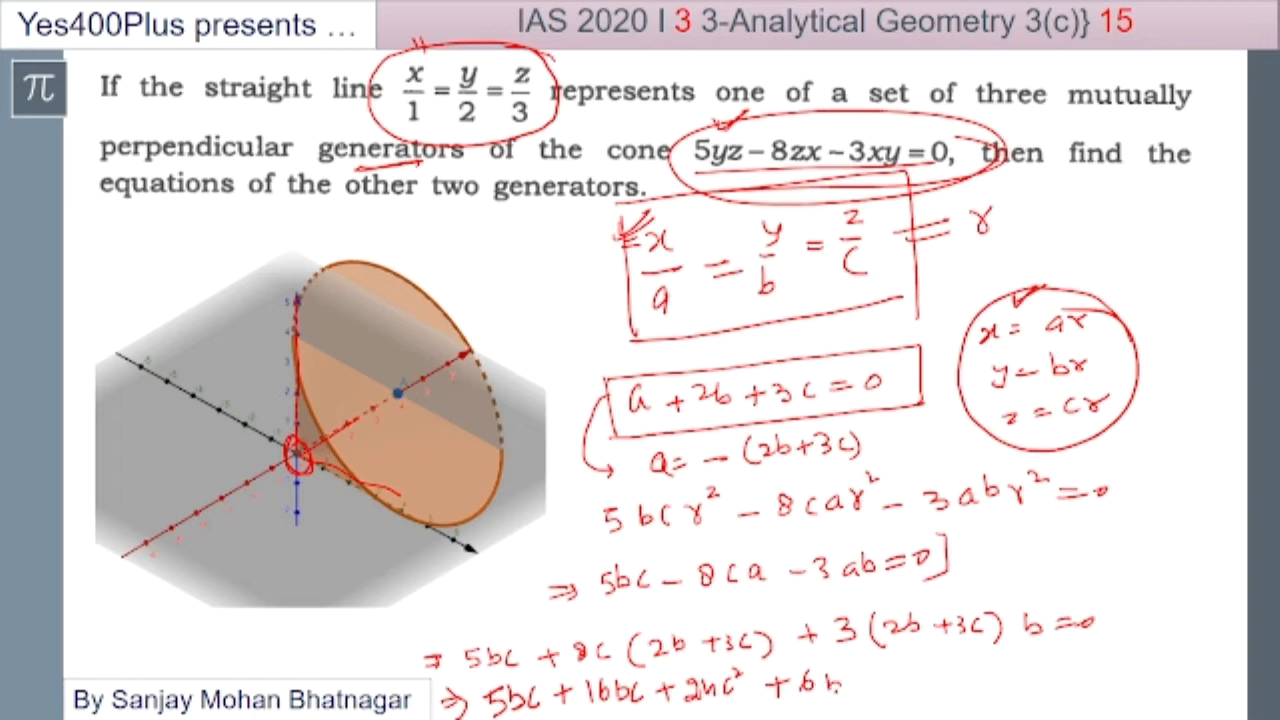 Yes400Plus presents …
IAS 2020 I 3 3-Analytical Geometry 3(c)} 15
π
If the straight line x/1 = y/2 = z/3 represents one of a set of three mutually
perpendicular generators of the cone 5yz – 8zx – 3xy = 0, then find the
equations of the other two generators.
x/a = y/b = z/c = r
x = ar
y = br
z = cr
a + 2b + 3c = 0
a = – (2b+3c)
5bcr² – 8car² – 3abr² = 0
⇒ 5bc – 8ca – 3ab = 0]
⇒ 5bc + 8c (2b + 3c) + 3 (2b + 3c) b = 0
⇒ 5bc + 16bc + 24c² + 6b
By Sanjay Mohan Bhatnagar